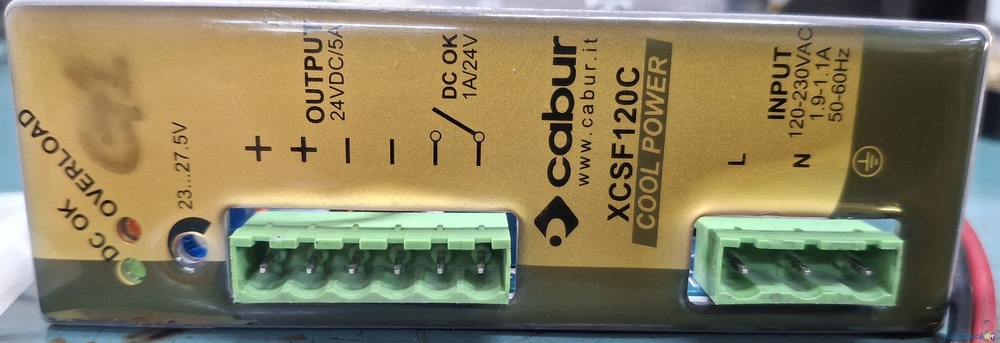 DC OK
OVERLOAD
23...27.5V
+
+
-
-
OUTPUT
24VDC/5A
DC OK
1A/24V
cabur
www.cabur.it
XCSF120C
COOL POWER
INPUT
120-230VAC
1.9-1.1A
50-60Hz
L
N